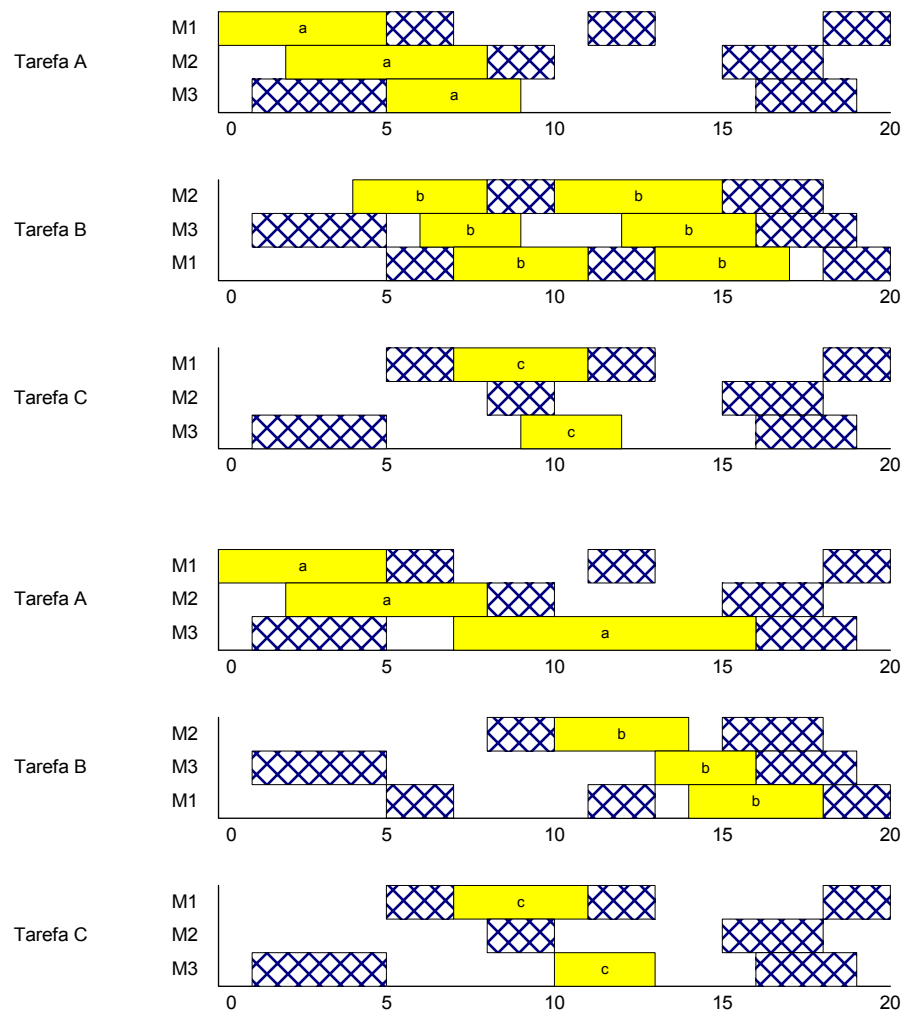 M1 a
Tarefa A M2 a
M3 a
0 5 10 15 20
M2 b b
Tarefa B M3 b b
M1 b b
0 5 10 15 20
M1 c
Tarefa C M2
M3 c
0 5 10 15 20
M1 a
Tarefa A M2 a
M3 a
0 5 10 15 20
M2 b
Tarefa B M3 b
M1 b
0 5 10 15 20
M1 c
Tarefa C M2
M3 c
0 5 10 15 20